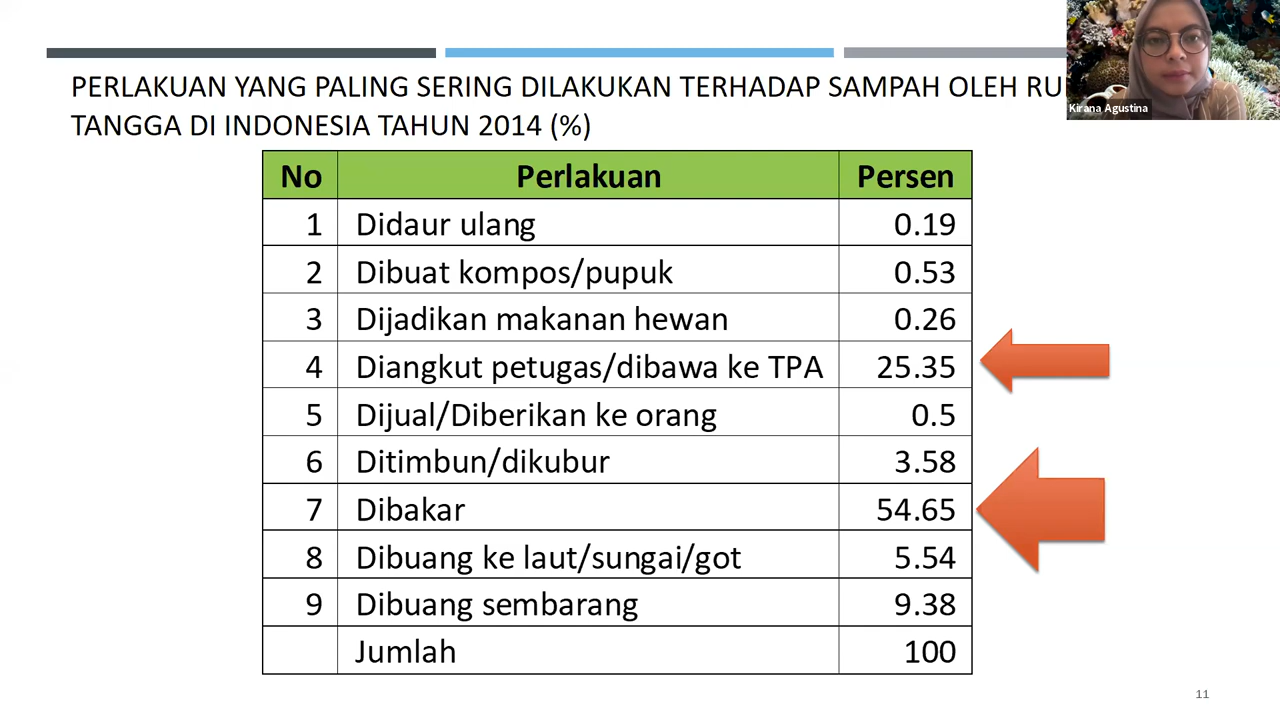 PERLAKUAN YANG PALING SERING DILAKUKAN TERHADAP SAMPAH OLEH RU
TANGGA DI INDONESIA TAHUN 2014 (%)
Kirana Agustina
No Perlakuan Persen
1 Didaur ulang 0.19
2 Dibuat kompos/pupuk 0.53
3 Dijadikan makanan hewan 0.26
4 Diangkut petugas/dibawa ke TPA 25.35
5 Dijual/Diberikan ke orang 0.5
6 Ditimbun/dikubur 3.58
7 Dibakar 54.65
8 Dibuang ke laut/sungai/got 5.54
9 Dibuang sembarang 9.38
Jumlah 100
11